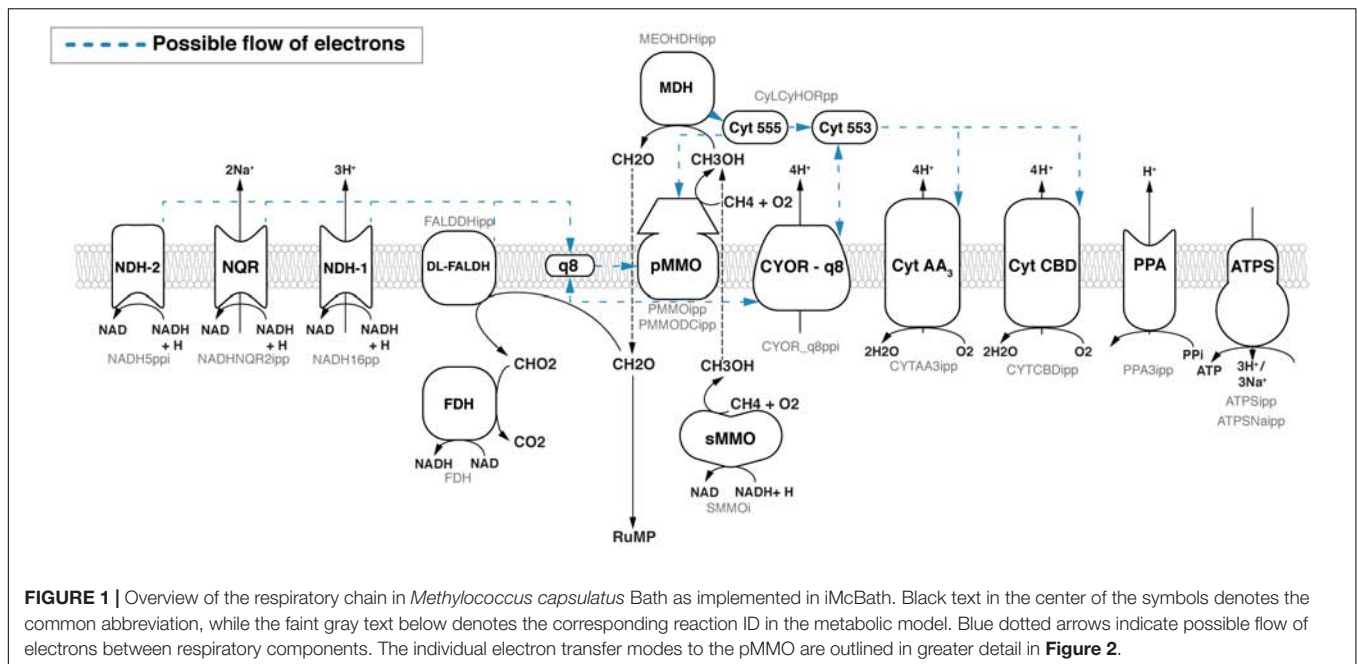 Possible flow of electrons
MEOHDHipp
MDH
CyLCyHORpp
Cyt 555
Cyt 553
CH2O
CH3OH
2Na⁺
3H⁺
4H⁺
4H⁺
4H⁺
H⁺
CH4 + O2
FALDDHipp
NDH-2
NQR
NDH-1
DL-FALDH
q8
pMMO
CYOR - q8
Cyt AA₃
Cyt CBD
PPA
ATPS
PMMOipp
PMMODCipp
NAD
NADH
+ H
NAD
NADH
+ H
NAD
NADH
+ H
NADH5ppi
NADHNQR2ipp
NADH16pp
CYOR_q8ppi
2H2O
O2
CYTAA3ipp
2H2O
O2
CYTCBDipp
PPi
PPA3ipp
ATP
3H⁺/
3Na⁺
ATPSipp
ATPSNaipp
CHO2
CH2O
CH3OH
FDH
CH4 + O2
CO2
sMMO
NADH
NAD
FDH
NAD
NADH+ H
SMMOi
RuMP
FIGURE 1 | Overview of the respiratory chain in Methylococcus capsulatus Bath as implemented in iMcBath. Black text in the center of the symbols denotes the
common abbreviation, while the faint gray text below denotes the corresponding reaction ID in the metabolic model. Blue dotted arrows indicate possible flow of
electrons between respiratory components. The individual electron transfer modes to the pMMO are outlined in greater detail in Figure 2.